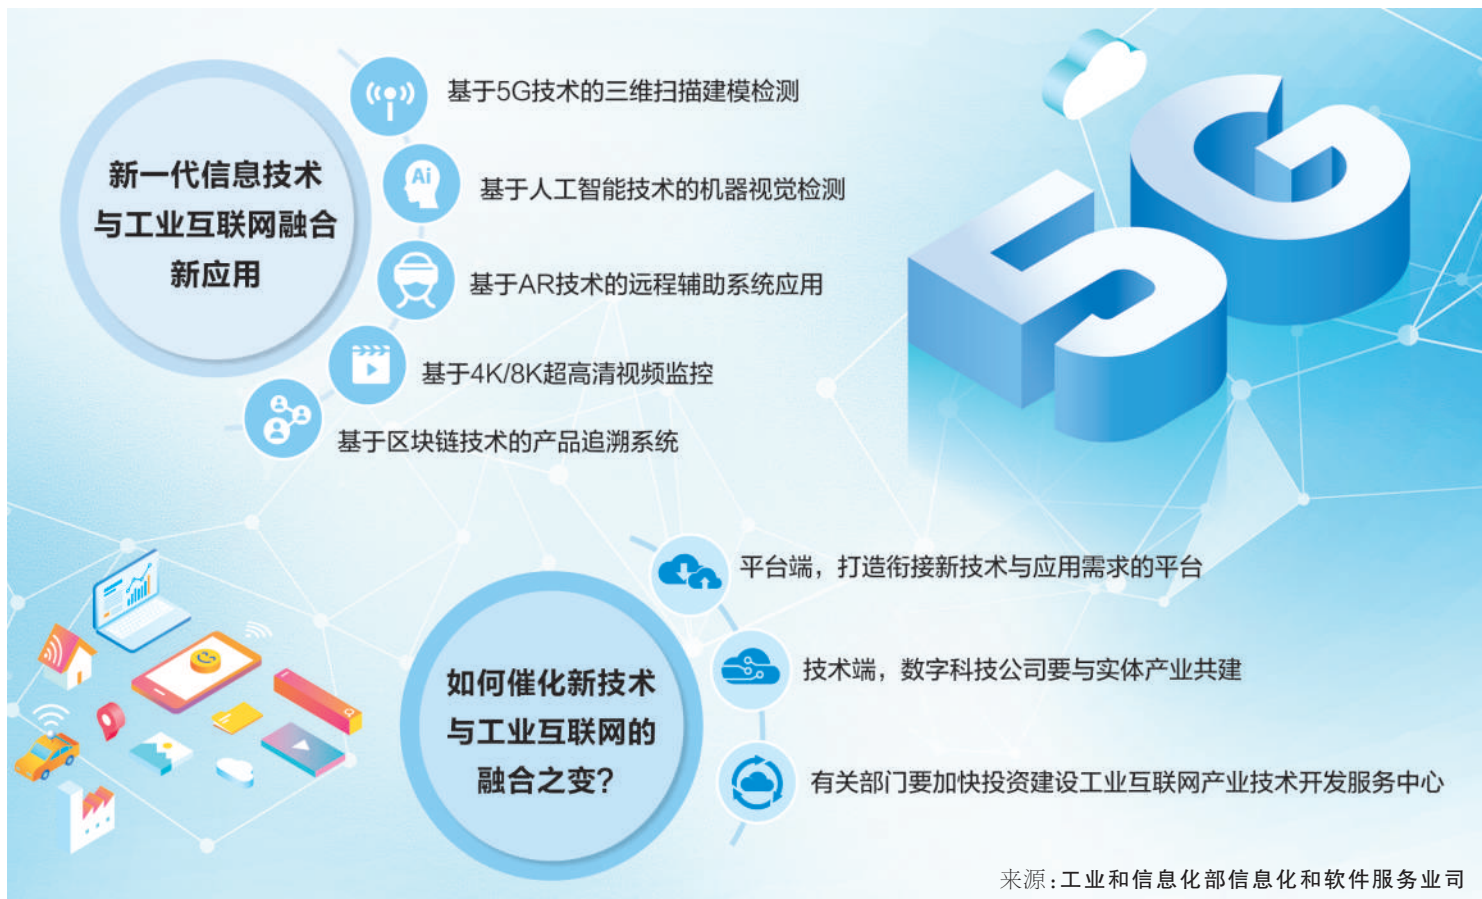 新一代信息技术
与工业互联网融合
新应用
基于5G技术的三维扫描建模检测
Ai
基于人工智能技术的机器视觉检测
基于AR技术的远程辅助系统应用
基于4K/8K超高清视频监控
基于区块链技术的产品追溯系统
5G
如何催化新技术
与工业互联网的
融合之变?
平台端，打造衔接新技术与应用需求的平台
技术端，数字科技公司要与实体产业共建
有关部门要加快投资建设工业互联网产业技术开发服务中心
来源:工业和信息化部信息化和软件服务业司